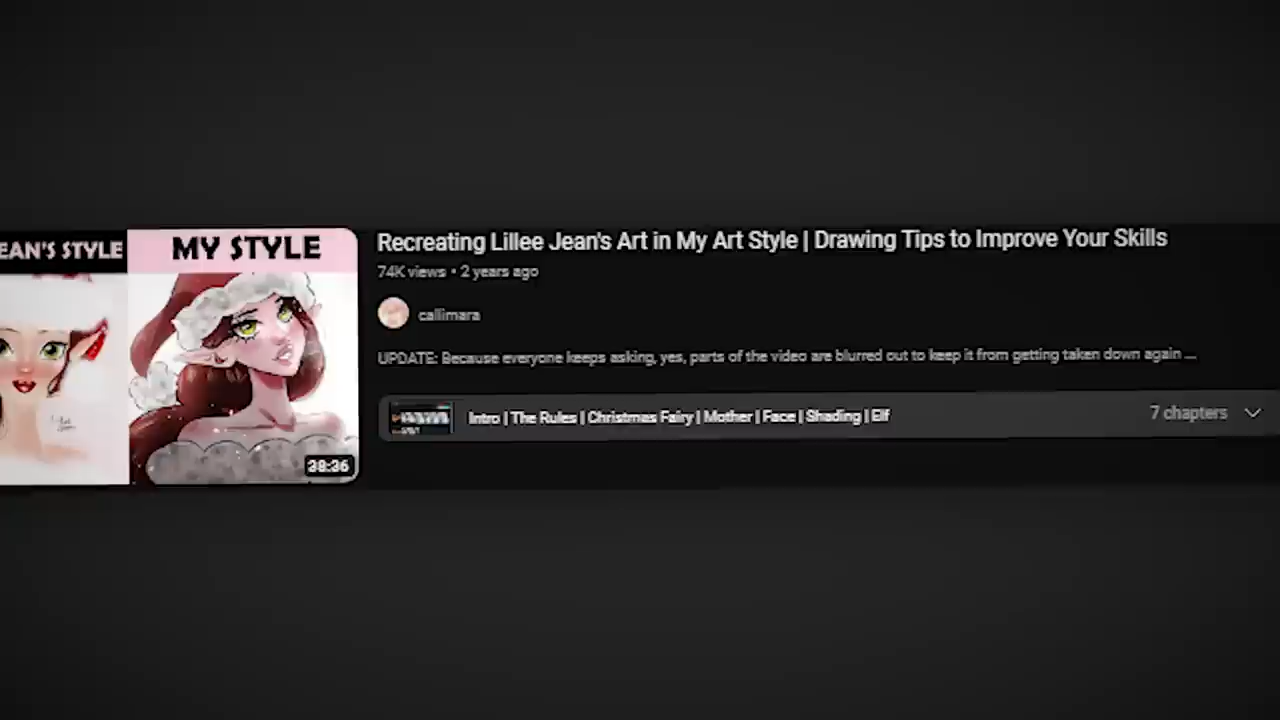 EAN'S STYLE
MY STYLE
38:36
Recreating Lillee Jean's Art in My Art Style | Drawing Tips to Improve Your Skills
74K views • 2 years ago
callimara
UPDATE: Because everyone keeps asking, yes, parts of the video are blurred out to keep it from getting taken down again ...
Intro | The Rules | Christmas Fairy | Mother | Face | Shading | Elf
7 chapters